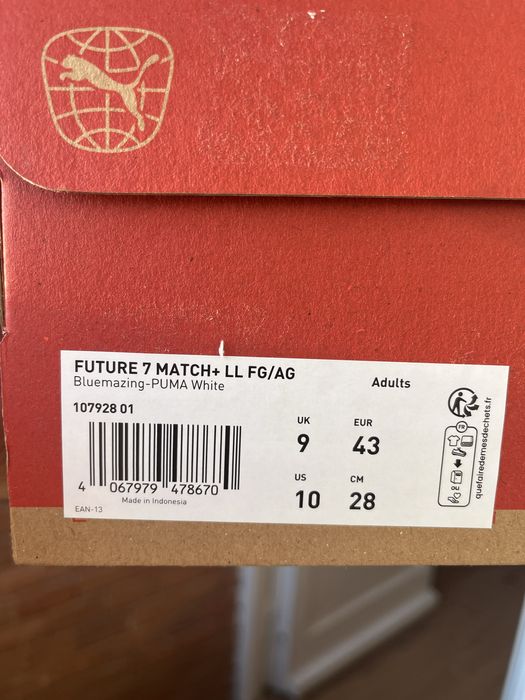 FUTURE 7 MATCH+ LL FG/AG
Bluemazing-PUMA White
Adults
107928 01
UK
9
EUR
43
US
10
CM
28
4 067979 478670
Made in Indonesia
EAN-13
FR
quefairedemesdechets.fr